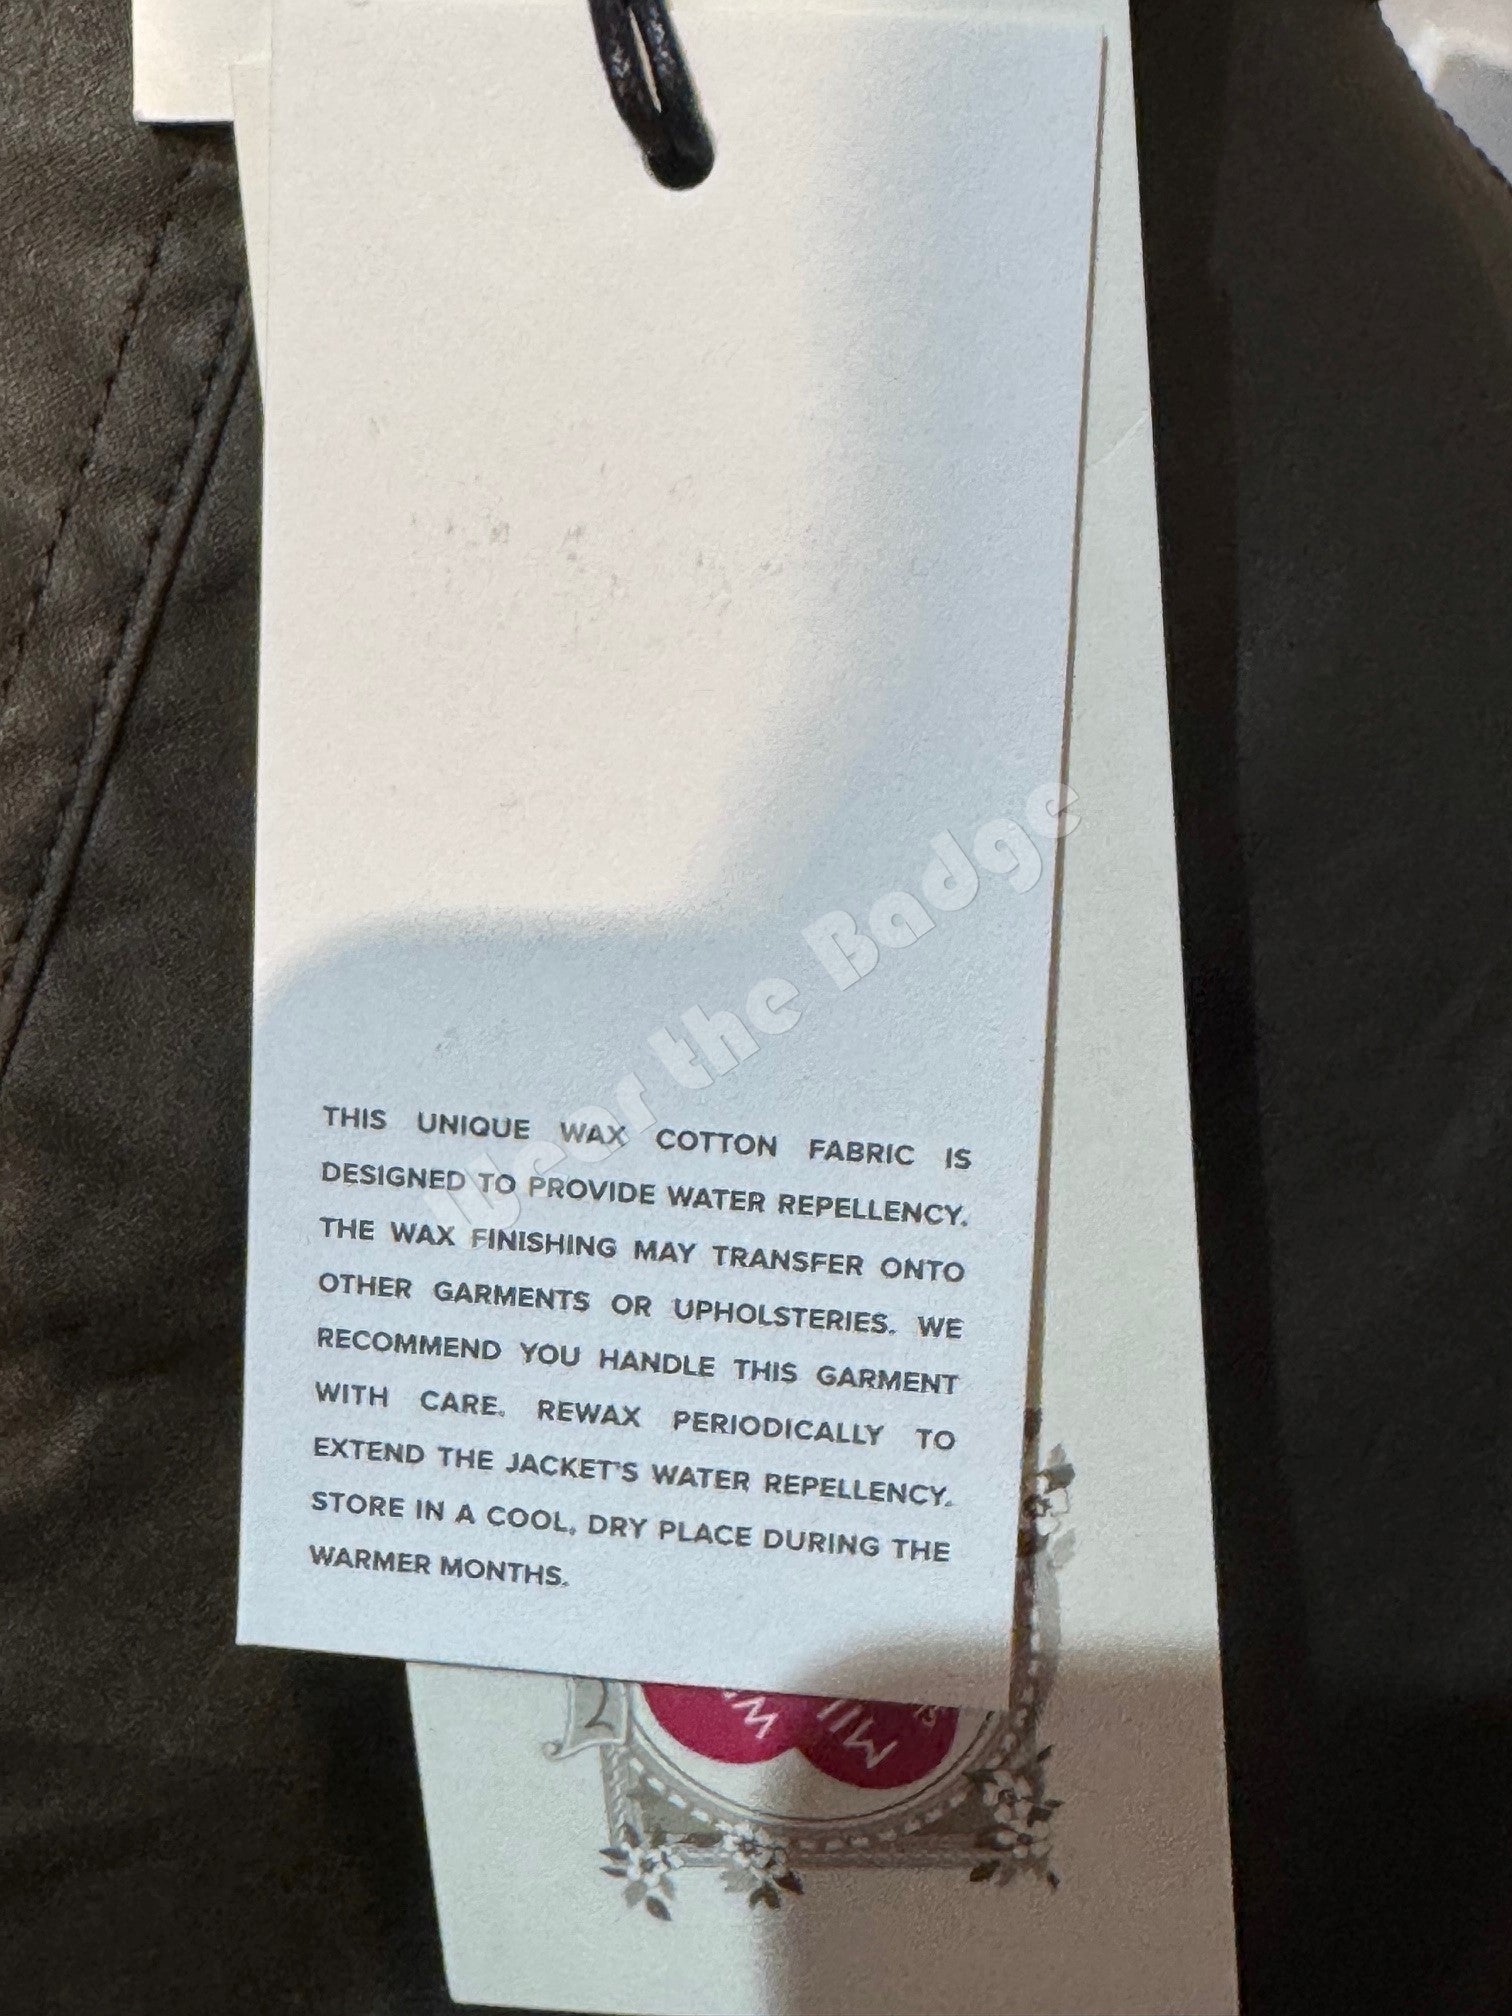 THIS UNIQUE WAX COTTON FABRIC IS
DESIGNED TO PROVIDE WATER REPELLENCY.
THE WAX FINISHING MAY TRANSFER ONTO
OTHER GARMENTS OR UPHOLSTERIES. WE
RECOMMEND YOU HANDLE THIS GARMENT
WITH CARE. REWAX PERIODICALLY TO
EXTEND THE JACKET'S WATER REPELLENCY.
STORE IN A COOL, DRY PLACE DURING THE
WARMER MONTHS.
Wear the Badge